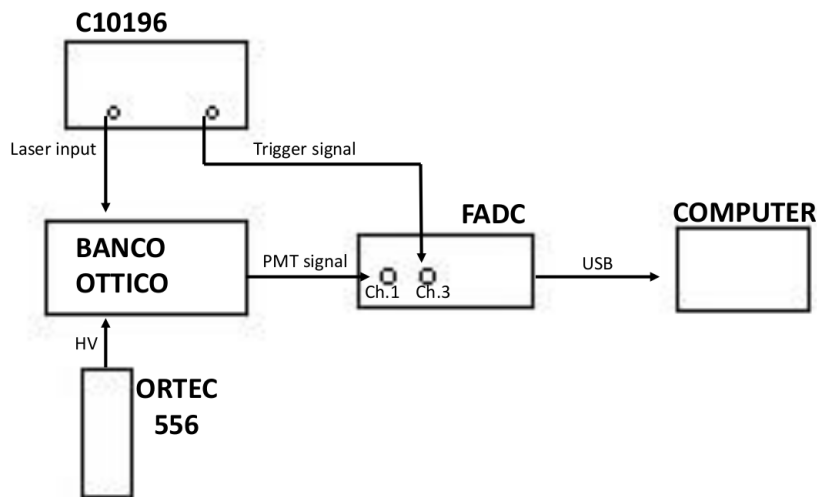 C10196
Laser input
Trigger signal
FADC
COMPUTER
BANCO
OTTICO
PMT signal
Ch.1
Ch.3
USB
HV
ORTEC
556